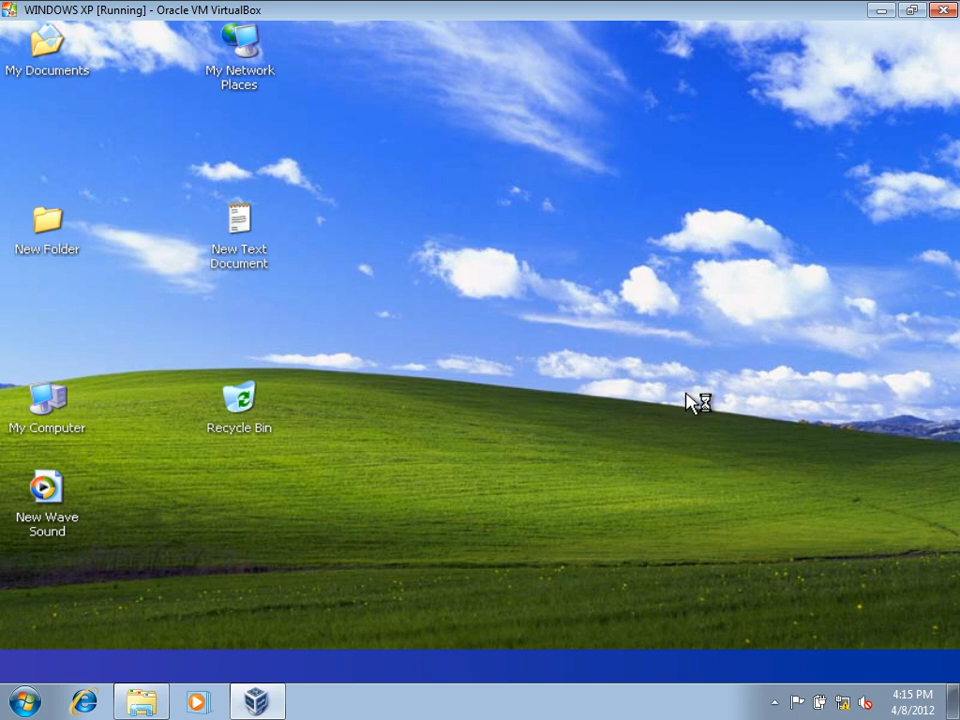 WINDOWS XP [Running] - Oracle VM VirtualBox
My Documents
My Network
Places
New Folder
New Text
Document
My Computer
Recycle Bin
New Wave
Sound
4:15 PM
4/8/2012